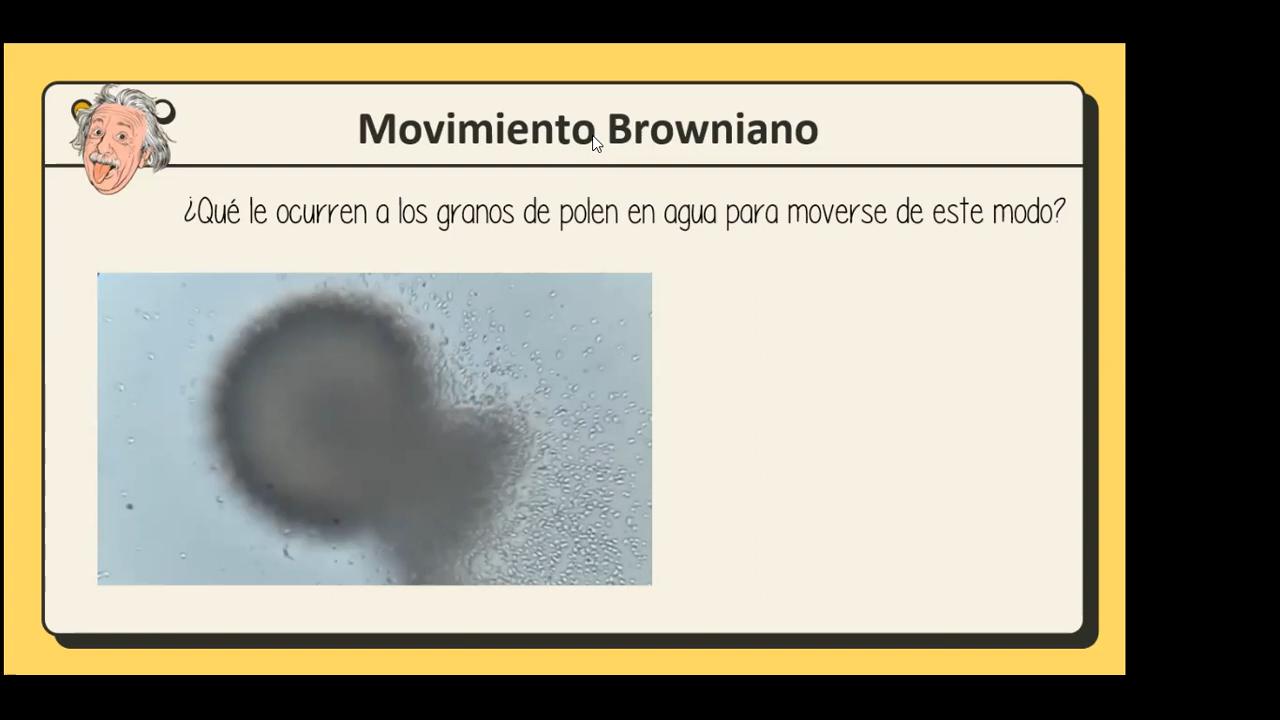 Movimiento Browniano
¿Qué le ocurren a los granos de polen en agua para moverse de este modo?